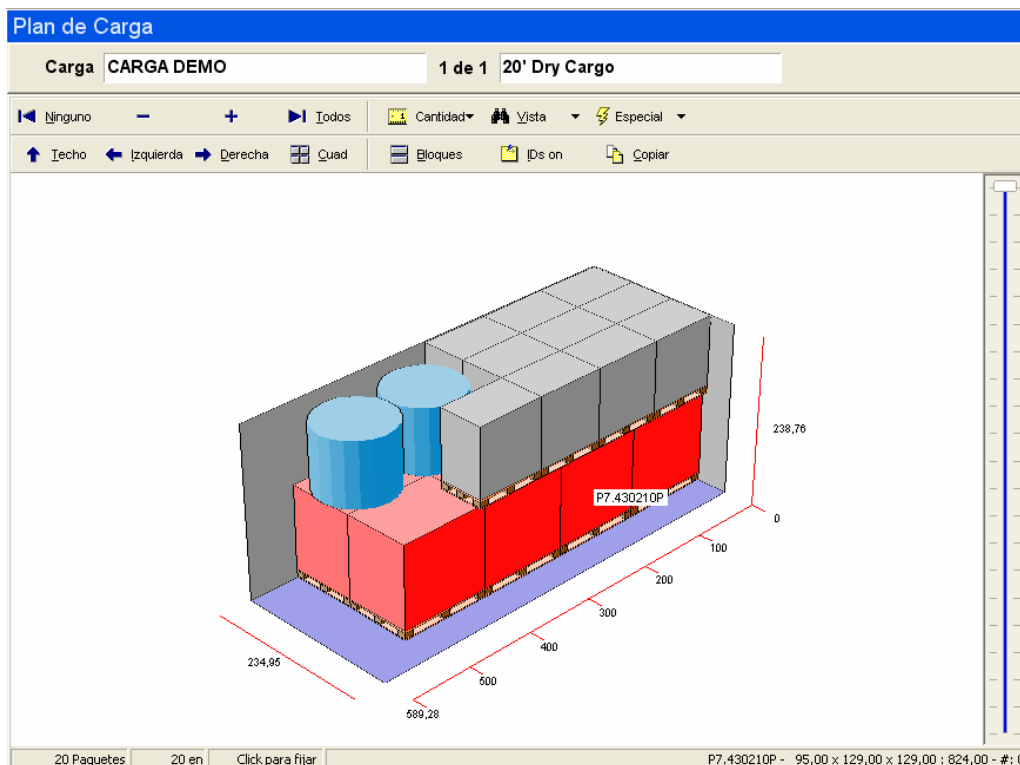 Plan de Carga
Carga CARGA DEMO 1 de 1 20' Dry Cargo
Ninguno − + Todos Cantidad Vista Especial
Techo Izquierda Derecha Cuad Bloques IDs on Copiar
238,76
P7.430210P
0
100
200
300
400
234,95
500
589,28
20 Paquetes 20 en Click para fijar P7.430210P - 95,00 x 129,00 x 129,00 : 824,00 - #: